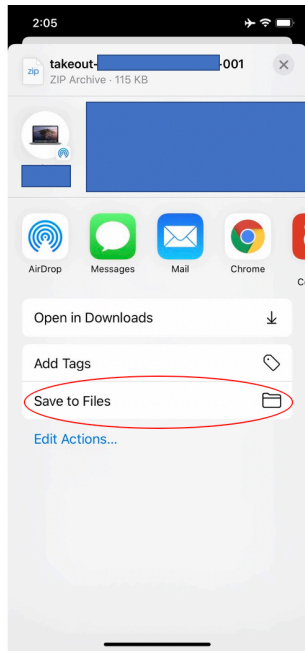 2:05
takeout-
-001
zip
ZIP Archive · 115 KB
AirDrop
Messages
Mail
Chrome
Open in Downloads
Add Tags
Save to Files
Edit Actions...